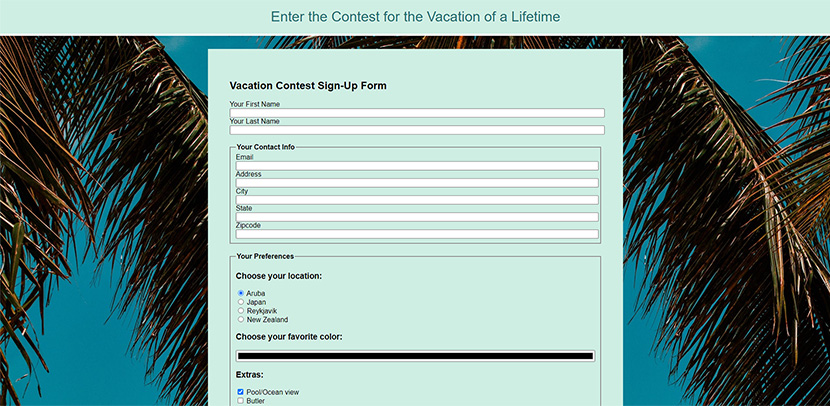 Enter the Contest for the Vacation of a Lifetime
Vacation Contest Sign-Up Form
Your First Name
Your Last Name
Your Contact Info
Email
Address
City
State
Zipcode
Your Preferences
Choose your location:
Aruba
Japan
Reykjavik
New Zealand
Choose your favorite color:
Extras:
Pool/Ocean view
Butler